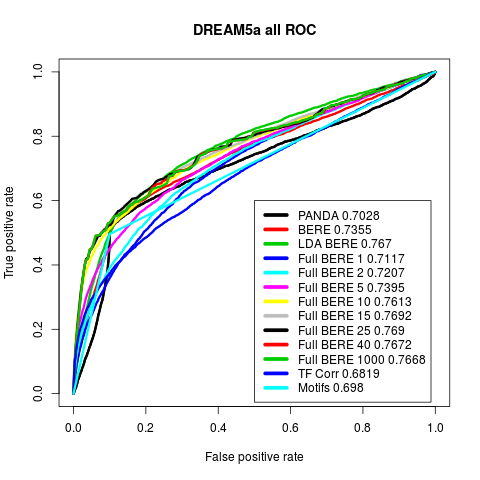 DREAM5a all ROC
True positive rate
1.0
0.8
0.6
0.4
0.2
0.0
PANDA 0.7028
BERE 0.7355
LDA BERE 0.767
Full BERE 1 0.7117
Full BERE 2 0.7207
Full BERE 5 0.7395
Full BERE 10 0.7613
Full BERE 15 0.7692
Full BERE 25 0.769
Full BERE 40 0.7672
Full BERE 1000 0.7668
TF Corr 0.6819
Motifs 0.698
0.0 0.2 0.4 0.6 0.8 1.0
False positive rate